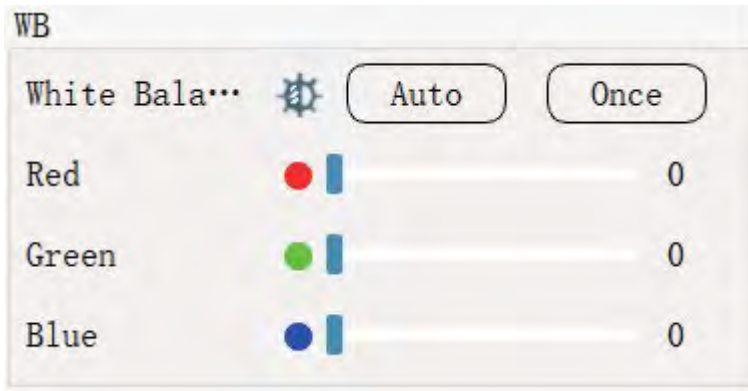 WB
White Bala… Auto Once
Red 0
Green 0
Blue 0